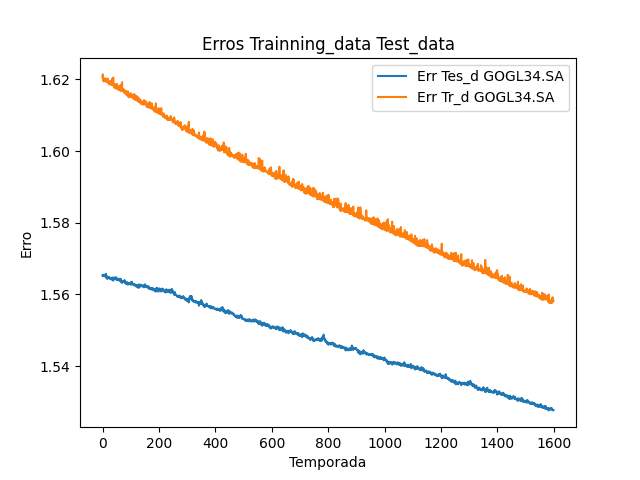 Erros Trainning_data Test_data
Err Tes_d GOGL34.SA
Err Tr_d GOGL34.SA
1.62
1.60
1.58
1.56
1.54
Erro
0 200 400 600 800 1000 1200 1400 1600
Temporada